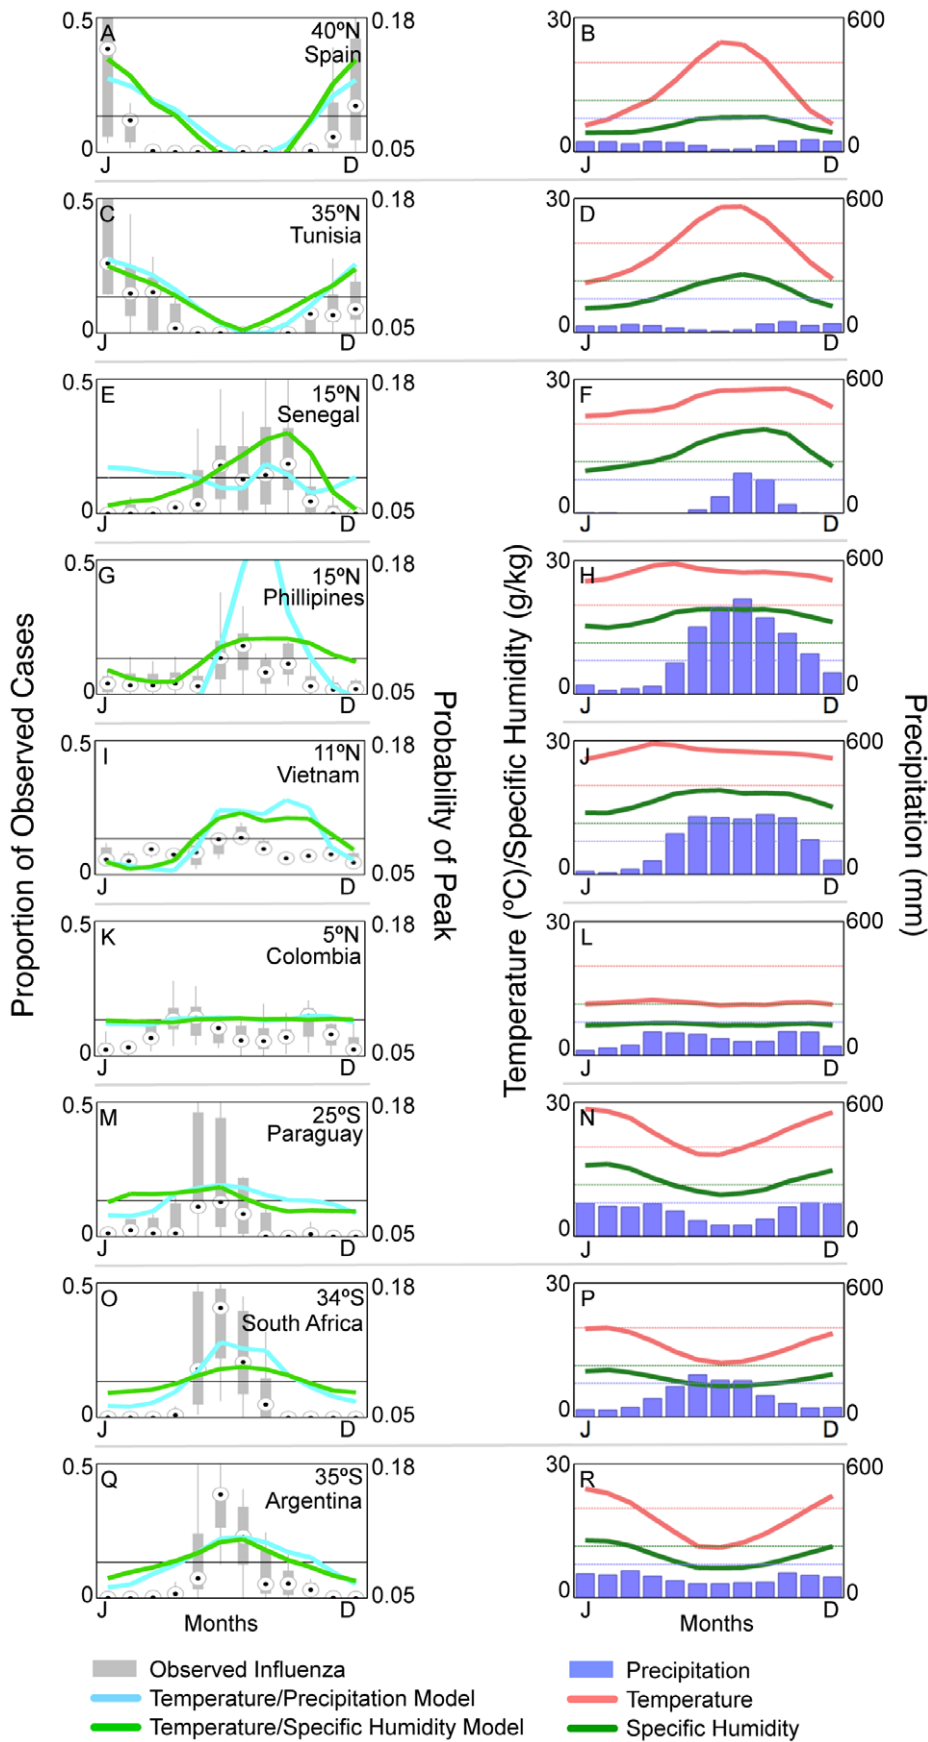 0.5 A 40ºN 0.18 30 B 600
Spain
0 0.05 0 0
J D J D
0.5 C 35ºN 0.18 30 D 600
Tunisia
0 0.05 0 0
J D J D
0.5 E 15ºN 0.18 30 F 600
Senegal
0 0.05 0 0
J D J D
0.5 G 15ºN 0.18 30 H 600
Phillipines
0 0.05 0 0
J D J D
0.5 I 11ºN 0.18 30 J 600
Vietnam
0 0.05 0 0
J D J D
0.5 K 5ºN 0.18 30 L 600
Colombia
0 0.05 0 0
J D J D
0.5 M 25ºS 0.18 30 N 600
Paraguay
0 0.05 0 0
J D J D
0.5 O 34ºS 0.18 30 P 600
South Africa
0 0.05 0 0
J D J D
0.5 Q 35ºS 0.18 30 R 600
Argentina
0 0.05 0 0
J D J D
Months Months
Proportion of Observed Cases
Probability of Peak
Temperature (ºC)/Specific Humidity (g/kg)
Precipitation (mm)
Observed Influenza
Temperature/Precipitation Model
Temperature/Specific Humidity Model
Precipitation
Temperature
Specific Humidity